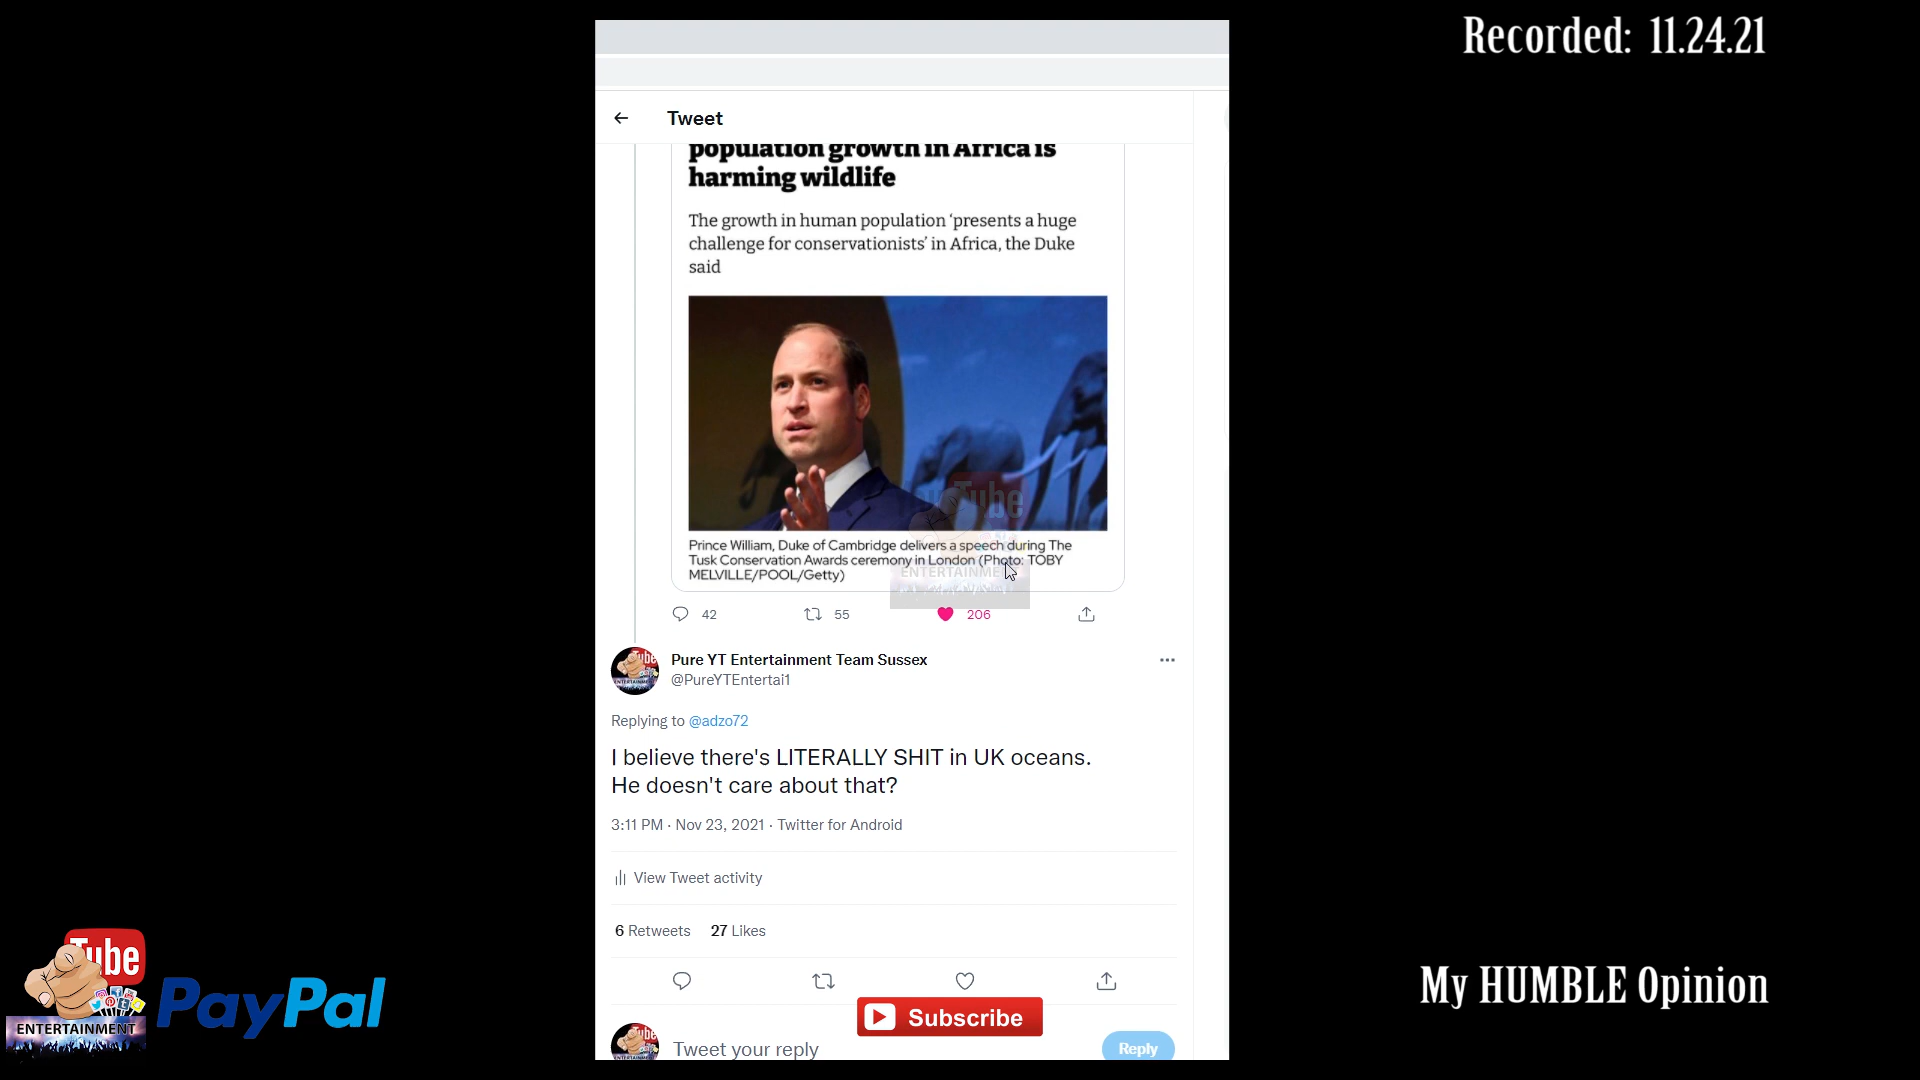 Recorded: 11.24.21
Tweet
population growth in Africa is
harming wildlife
The growth in human population ‘presents a huge
challenge for conservationists’ in Africa, the Duke
said
Prince William, Duke of Cambridge delivers a speech during The
Tusk Conservation Awards ceremony in London (Photo: TOBY
MELVILLE/POOL/Getty)
42 55 206
Pure YT Entertainment Team Sussex
@PureYTEntertai1
Replying to @adzo72
I believe there's LITERALLY SHIT in UK oceans.
He doesn't care about that?
3:11 PM · Nov 23, 2021 · Twitter for Android
View Tweet activity
6 Retweets 27 Likes
Tweet your reply
Reply
Subscribe
Tube
ENTERTAINMENT
PayPal
My HUMBLE Opinion